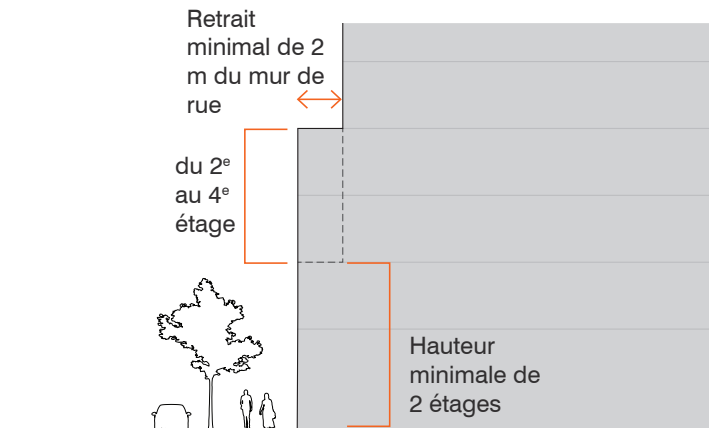 Retrait
minimal de 2
m du mur de
rue
du 2ᵉ
au 4ᵉ
étage
Hauteur
minimale de
2 étages